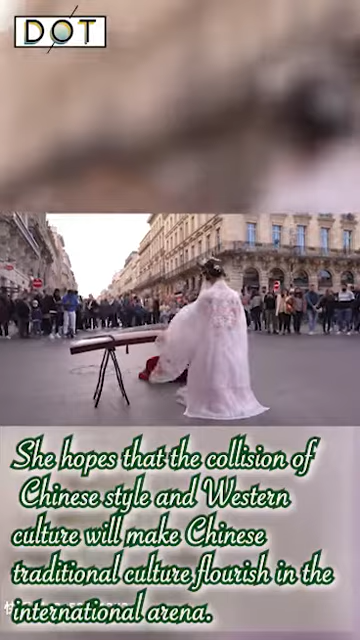 DOT
She hopes that the collision of
Chinese style and Western
culture will make Chinese
traditional culture flourish in the
international arena.